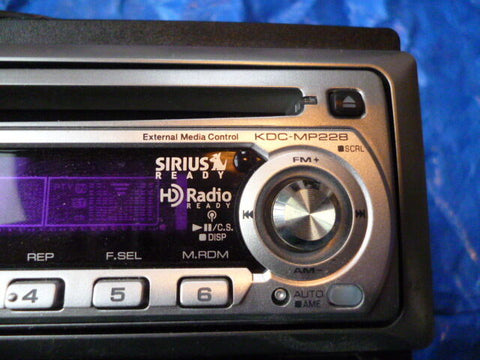 External Media Control KDC-MP228
SCRL
SIRIUS
READY
FM+
HD Radio
READY
/C.S.
DISP
REP F.SEL M.RDM
AM-
4 5 6
AUTO
AME